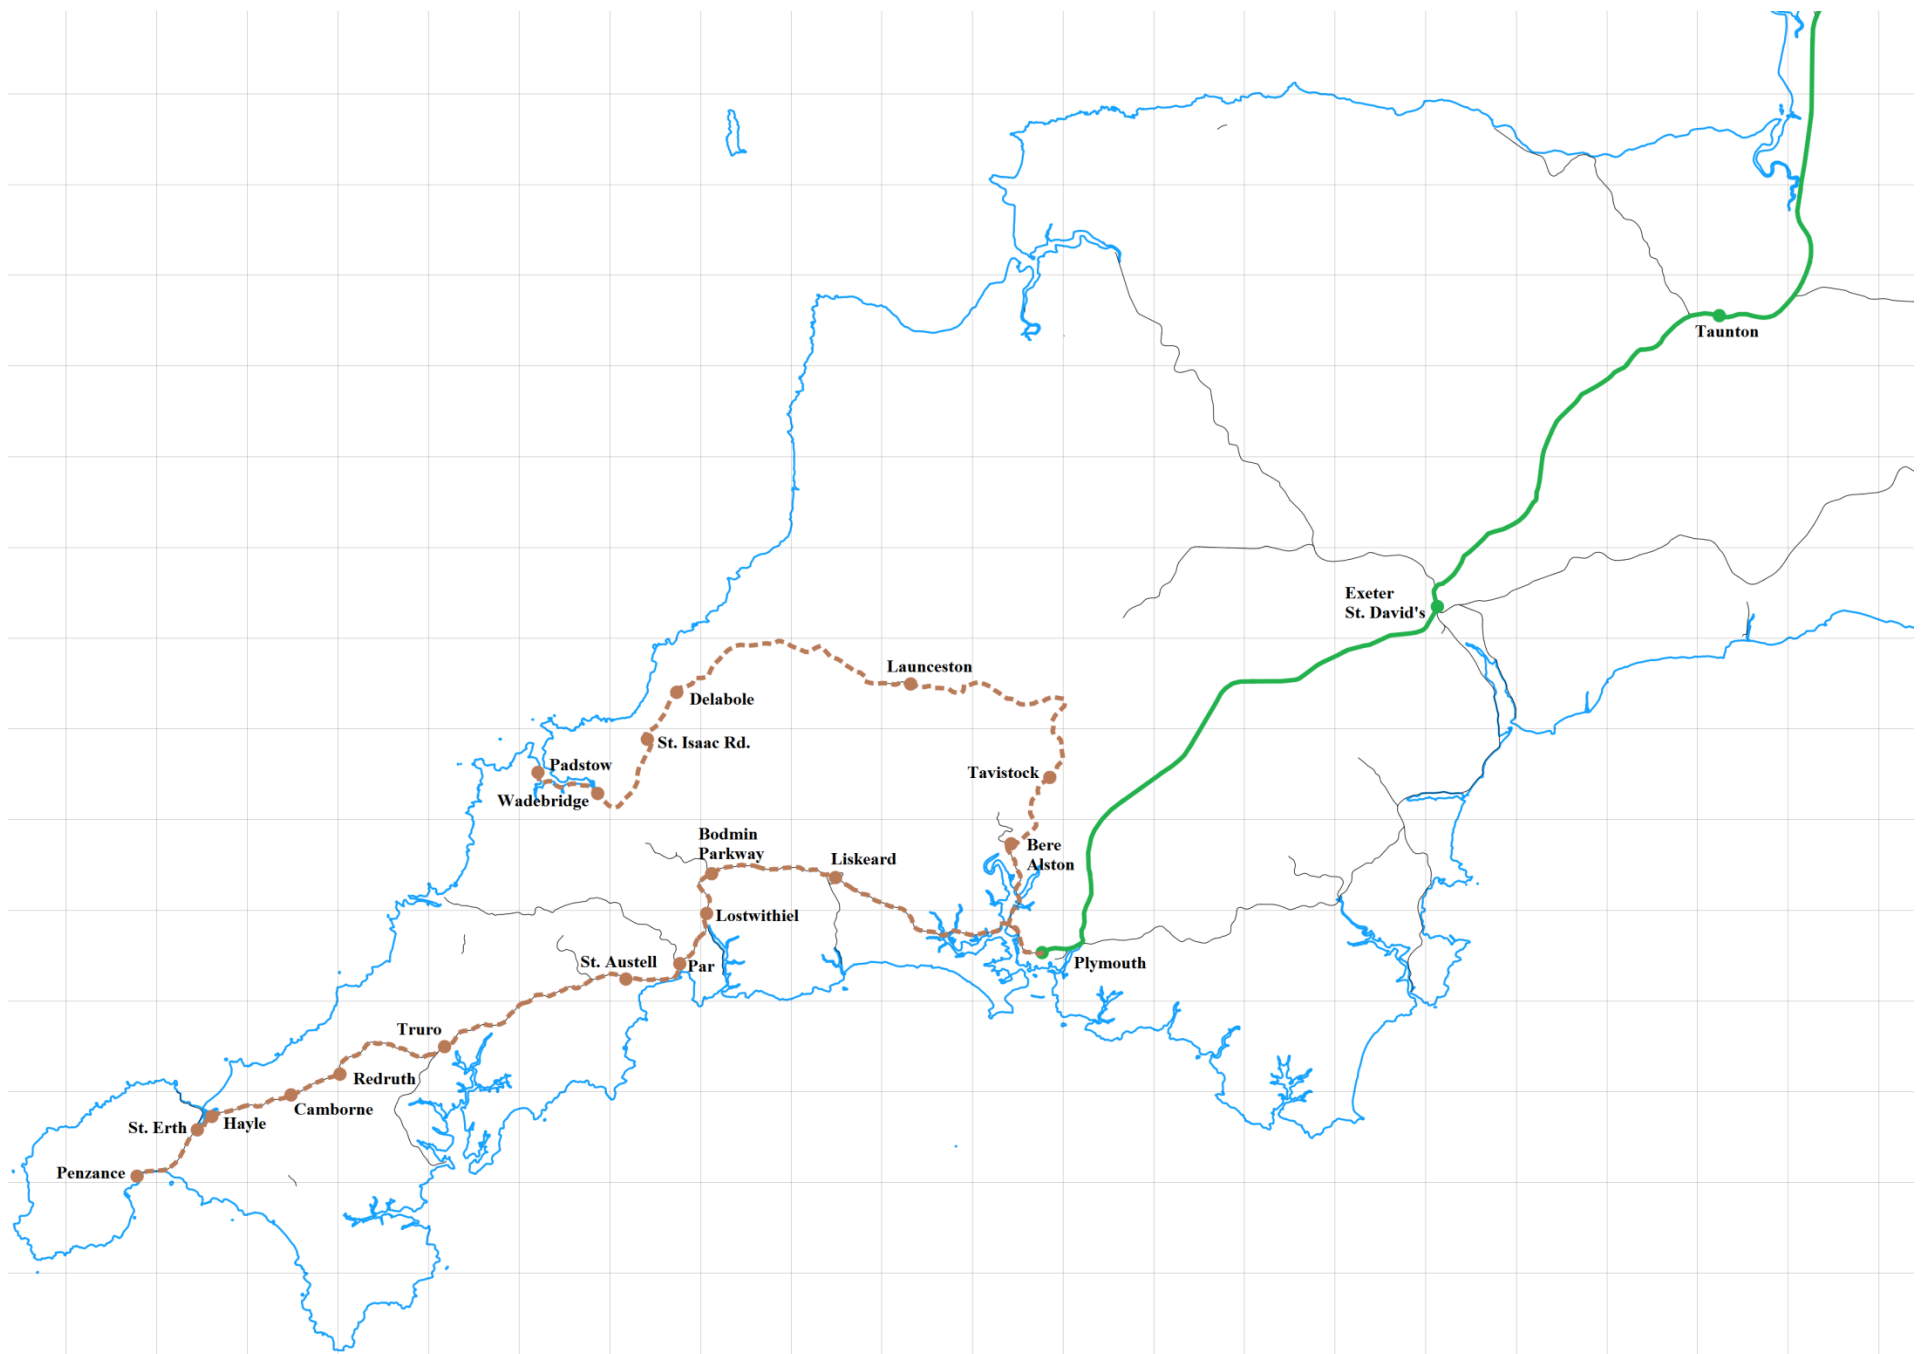 Taunton
Exeter
St. David's
Launceston
Delabole
St. Isaac Rd.
Padstow
Tavistock
Wadebridge
Bodmin
Parkway
Liskeard
Bere
Alston
Lostwithiel
St. Austell
Par
Plymouth
Truro
Redruth
Camborne
Hayle
St. Erth
Penzance